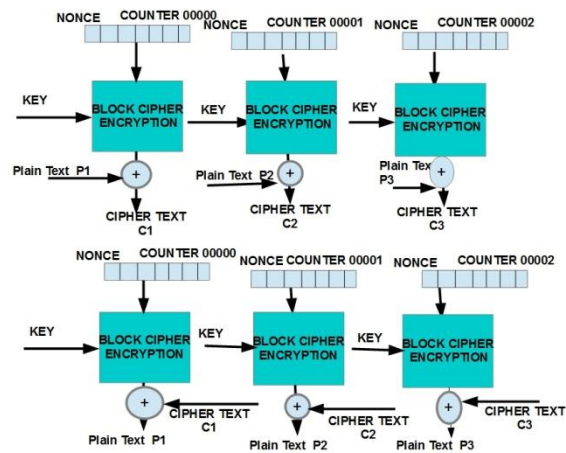 NONCE COUNTER 00000
NONCE COUNTER 00001
NONCE COUNTER 00002
KEY
BLOCK CIPHER
ENCRYPTION
KEY
BLOCK CIPHER
ENCRYPTION
KEY
BLOCK CIPHER
ENCRYPTION
Plain Text P1
+
Plain Text P2
+
Plain Tex
P3
+
CIPHER TEXT
C1
CIPHER TEXT
C2
CIPHER TEXT
C3
NONCE COUNTER 00000
NONCE COUNTER 00001
NONCE COUNTER 00002
KEY
BLOCK CIPHER
ENCRYPTION
KEY
BLOCK CIPHER
ENCRYPTION
KEY
BLOCK CIPHER
ENCRYPTION
+
CIPHER TEXT
C1
+
CIPHER TEXT
C2
+
CIPHER TEXT
C3
Plain Text P1
Plain Text P2
Plain Text P3